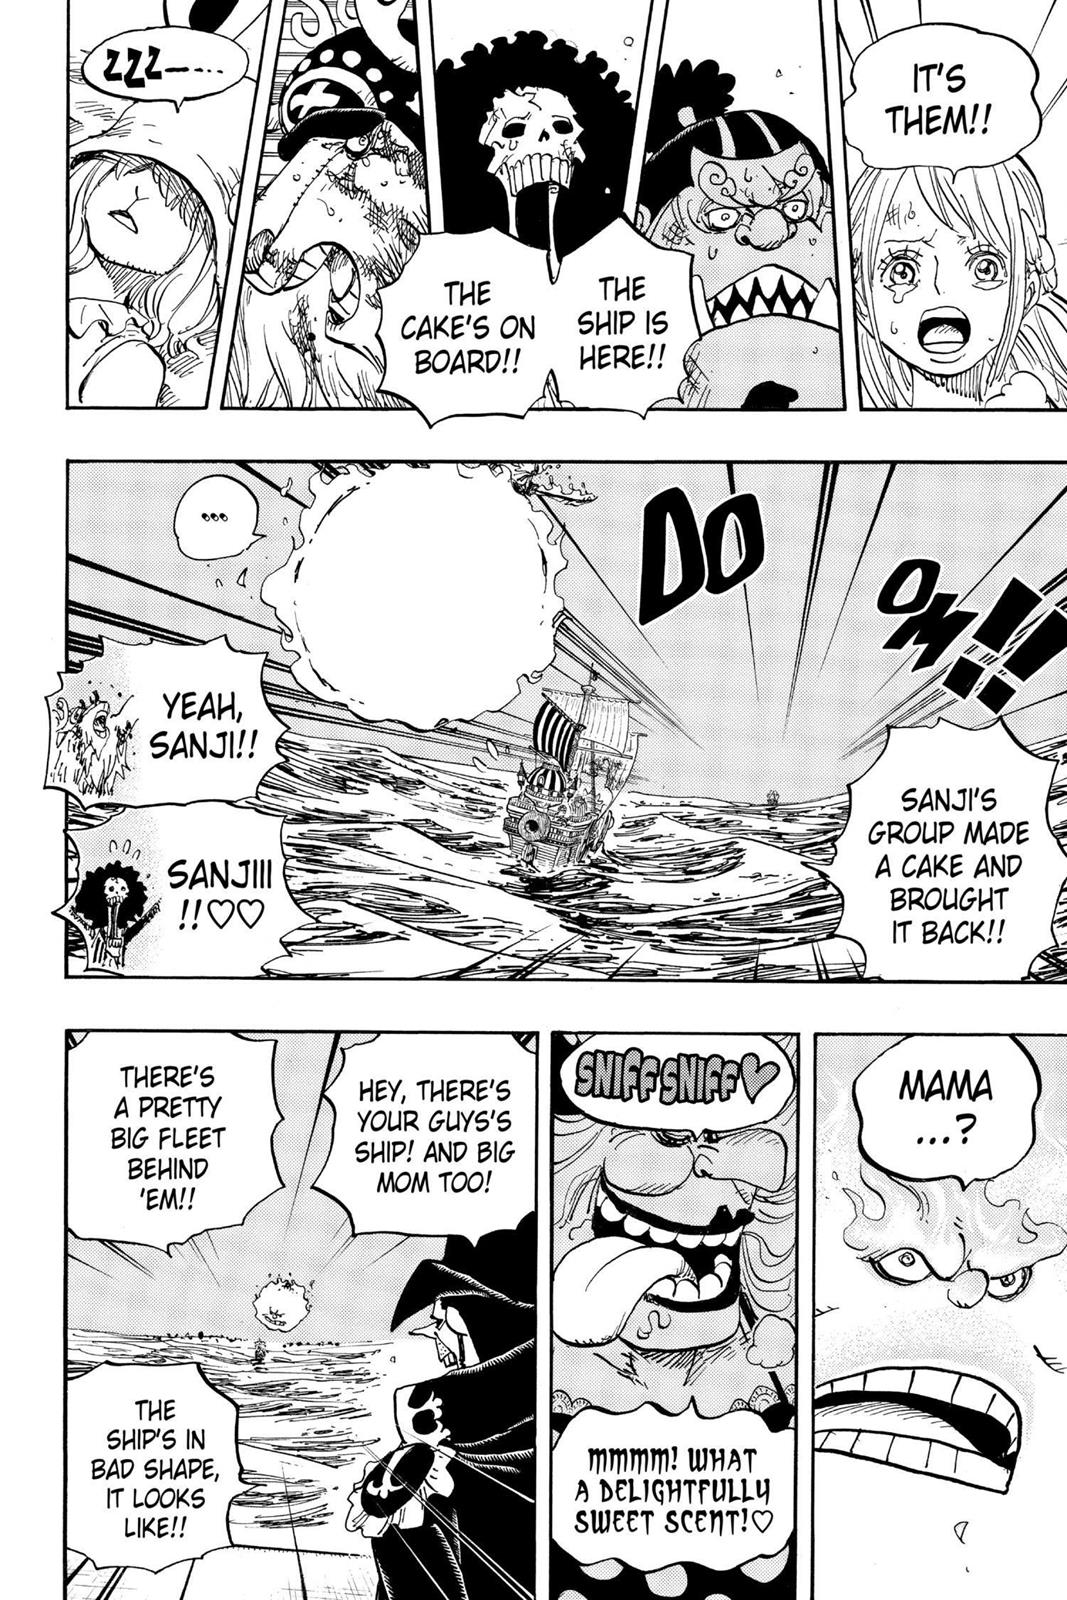 IT'S
THEM!!
THE
SHIP IS
HERE!!
THE
CAKE'S ON
BOARD!!
ZZZ—....
DO
OM!!
SANJI'S
GROUP MADE
A CAKE AND
BROUGHT
IT BACK!!
...
YEAH,
SANJI!!
SANJIII
!!♡♡
MAMA
...?
SNIFF SNIFF♡
MMMM! WHAT
A DELIGHTFULLY
SWEET SCENT!♡
HEY, THERE'S
YOUR GUYS'S
SHIP! AND BIG
MOM TOO!
THERE'S
A PRETTY
BIG FLEET
BEHIND
'EM!!
THE
SHIP'S IN
BAD SHAPE,
IT LOOKS
LIKE!!